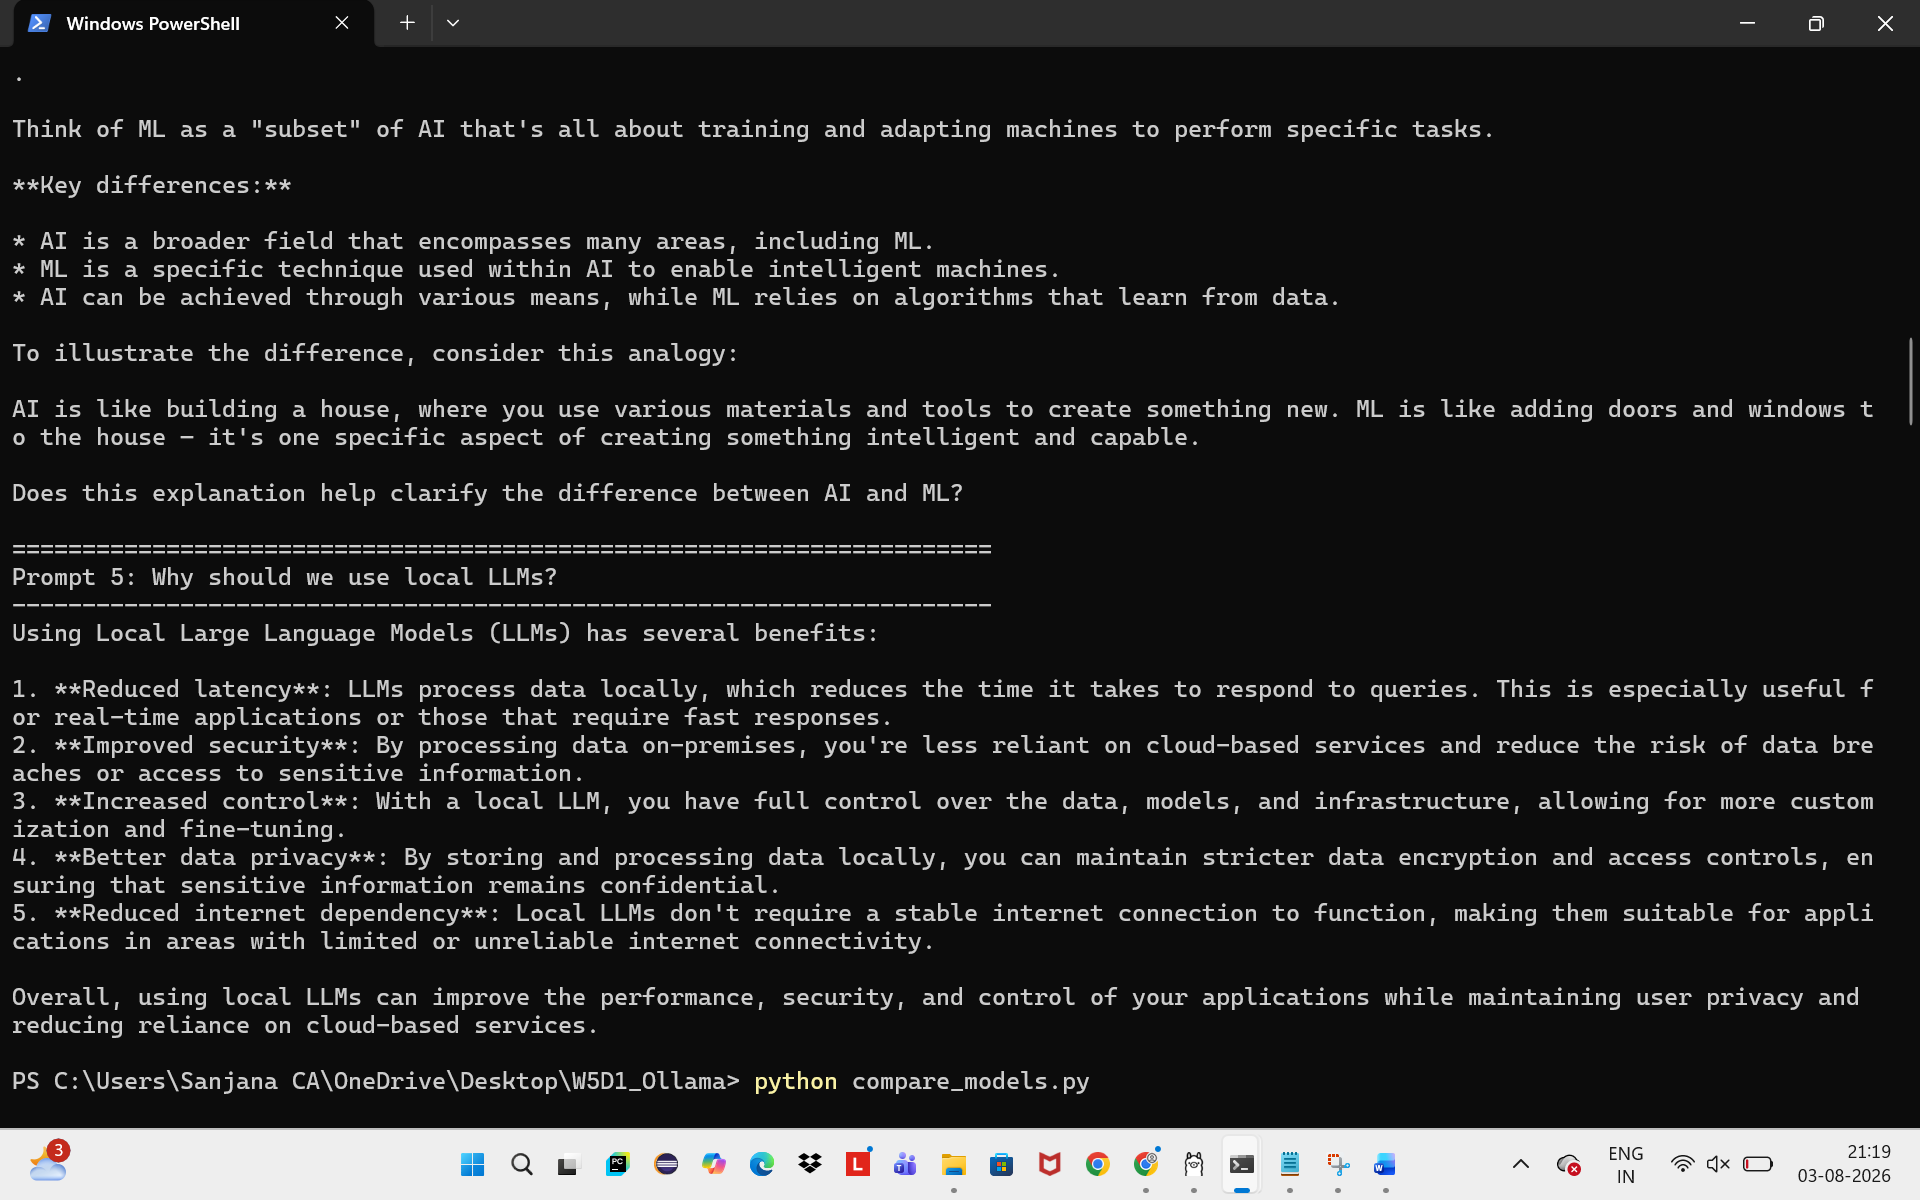 Windows PowerShell
.
Think of ML as a "subset" of AI that's all about training and adapting machines to perform specific tasks.
**Key differences:**
* AI is a broader field that encompasses many areas, including ML.
* ML is a specific technique used within AI to enable intelligent machines.
* AI can be achieved through various means, while ML relies on algorithms that learn from data.
To illustrate the difference, consider this analogy:
AI is like building a house, where you use various materials and tools to create something new. ML is like adding doors and windows t
o the house – it's one specific aspect of creating something intelligent and capable.
Does this explanation help clarify the difference between AI and ML?
======================================================================
Prompt 5: Why should we use local LLMs?
----------------------------------------------------------------------
Using Local Large Language Models (LLMs) has several benefits:
1. **Reduced latency**: LLMs process data locally, which reduces the time it takes to respond to queries. This is especially useful f
or real-time applications or those that require fast responses.
2. **Improved security**: By processing data on-premises, you're less reliant on cloud-based services and reduce the risk of data bre
aches or access to sensitive information.
3. **Increased control**: With a local LLM, you have full control over the data, models, and infrastructure, allowing for more custom
ization and fine-tuning.
4. **Better data privacy**: By storing and processing data locally, you can maintain stricter data encryption and access controls, en
suring that sensitive information remains confidential.
5. **Reduced internet dependency**: Local LLMs don't require a stable internet connection to function, making them suitable for appli
cations in areas with limited or unreliable internet connectivity.
Overall, using local LLMs can improve the performance, security, and control of your applications while maintaining user privacy and
reducing reliance on cloud-based services.
PS C:\Users\Sanjana CA\OneDrive\Desktop\W5D1_Ollama> python compare_models.py
3
PC
L
T
W
ENG
IN
21:19
03-08-2026